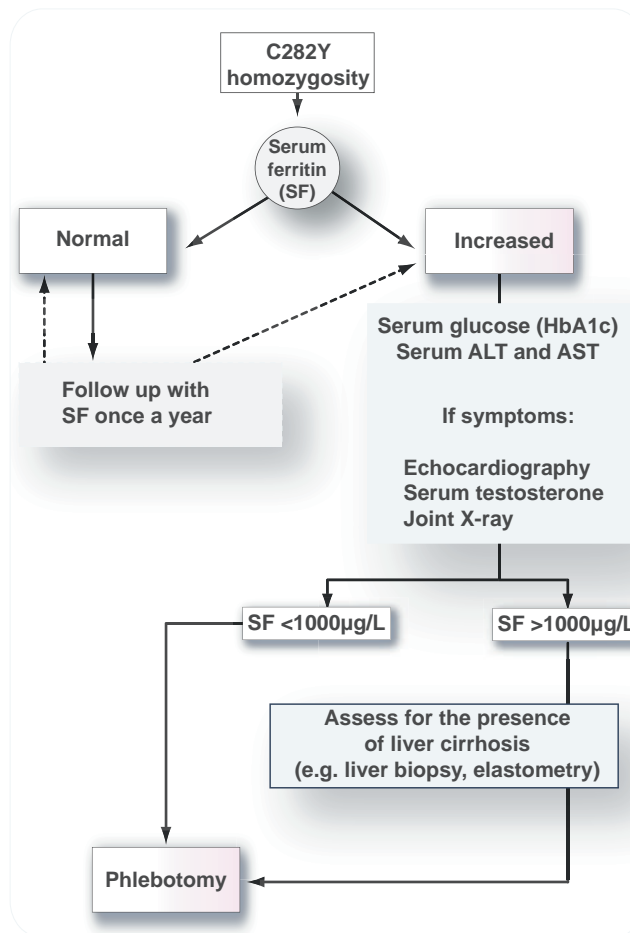 C282Y
homozygosity
Serum
ferritin
(SF)
Normal
Increased
Follow up with
SF once a year
Serum glucose (HbA1c)
Serum ALT and AST
If symptoms:
Echocardiography
Serum testosterone
Joint X-ray
SF <1000µg/L
SF >1000µg/L
Assess for the presence
of liver cirrhosis
(e.g. liver biopsy, elastometry)
Phlebotomy